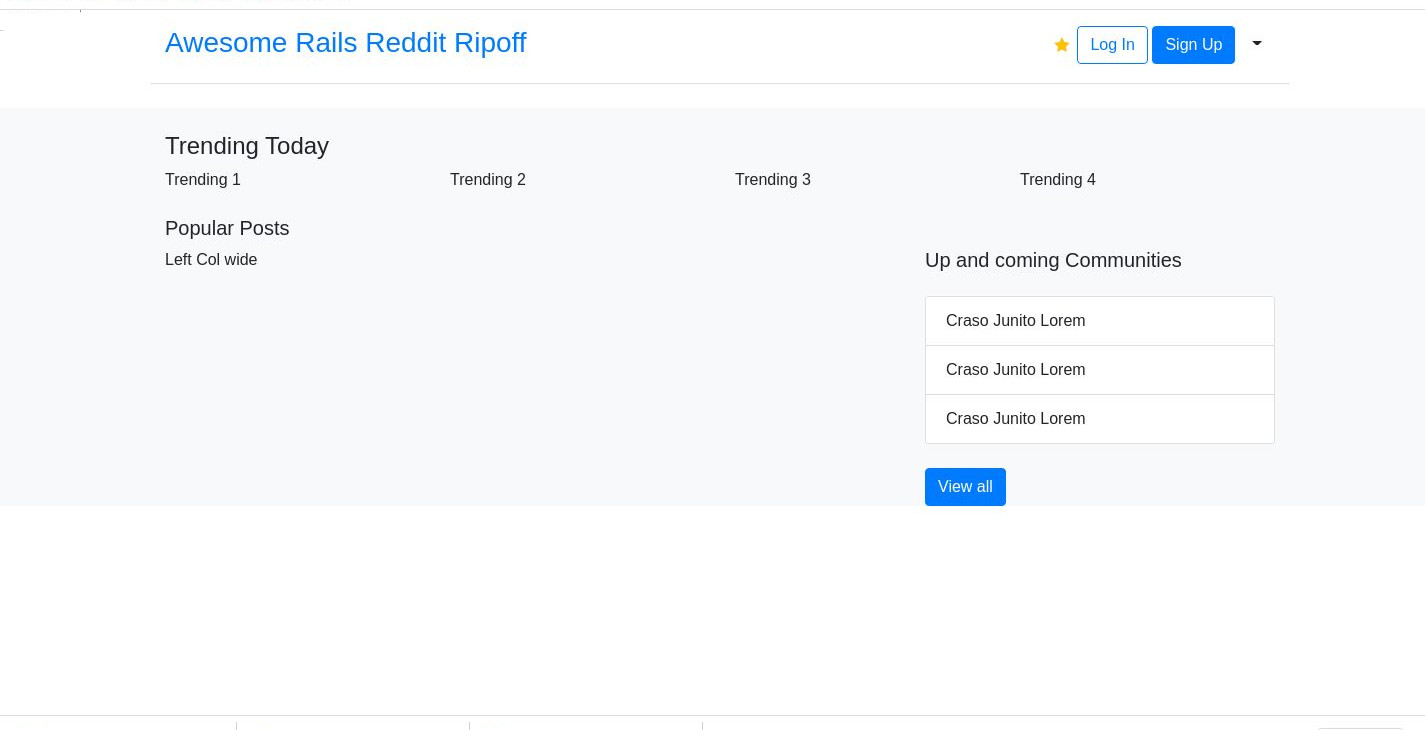 Awesome Rails Reddit Ripoff
Log In
Sign Up
Trending Today
Trending 1
Trending 2
Trending 3
Trending 4
Popular Posts
Left Col wide
Up and coming Communities
Craso Junito Lorem
Craso Junito Lorem
Craso Junito Lorem
View all